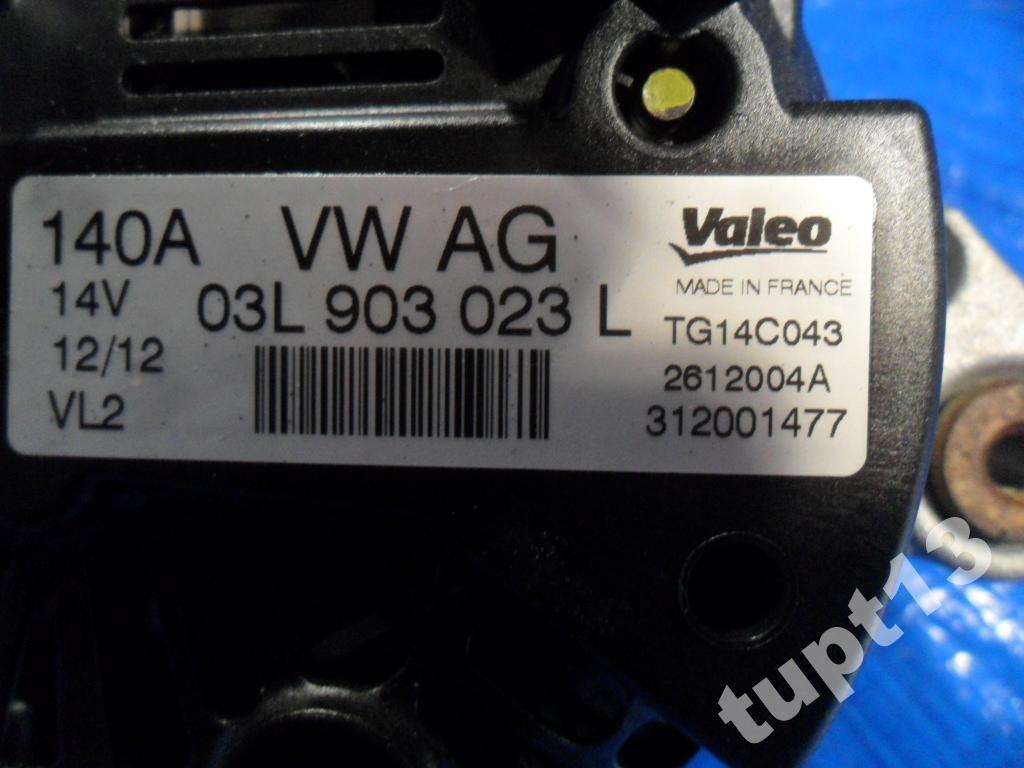 140A
VW AG
Valeo
MADE IN FRANCE
14V
03L 903 023 L
TG14C043
12/12
2612004A
VL2
312001477
tupt13